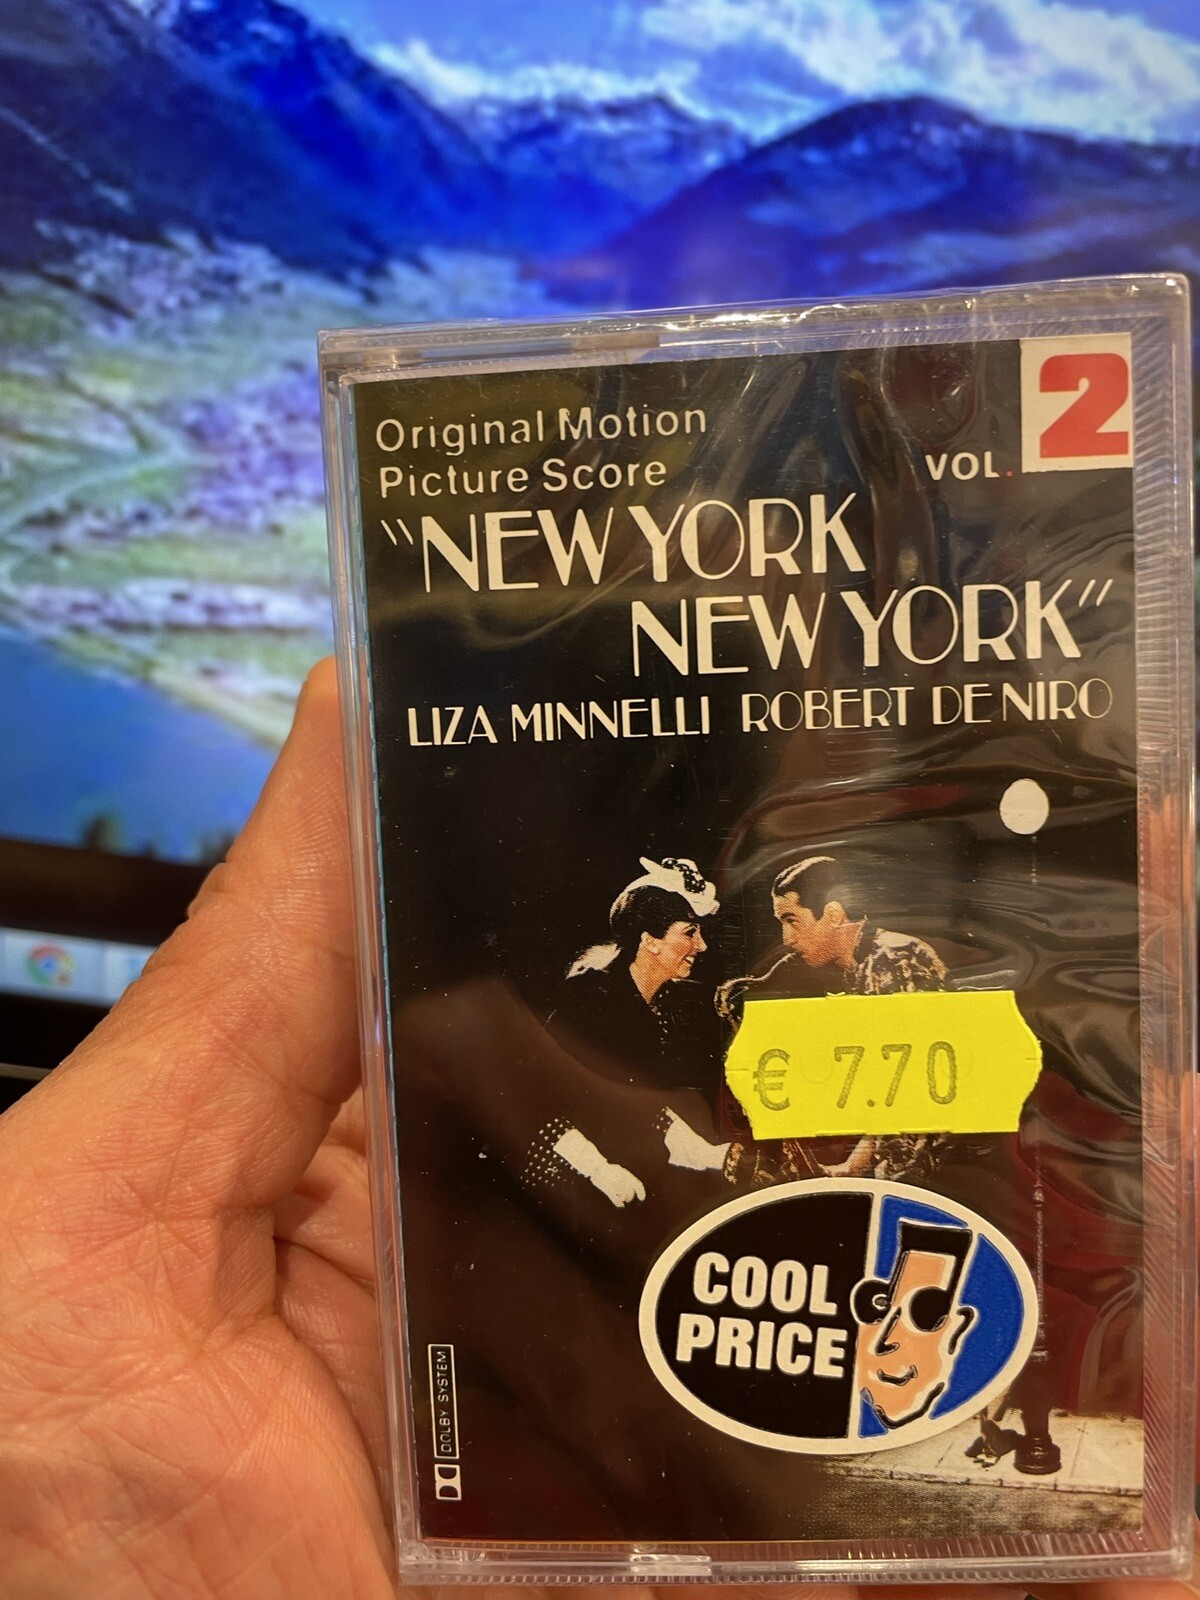 Original Motion
Picture Score
VOL. 2
"NEW YORK
NEW YORK"
LIZA MINNELLI ROBERT DE NIRO
€ 7.70
COOL
PRICE
DOLBY SYSTEM